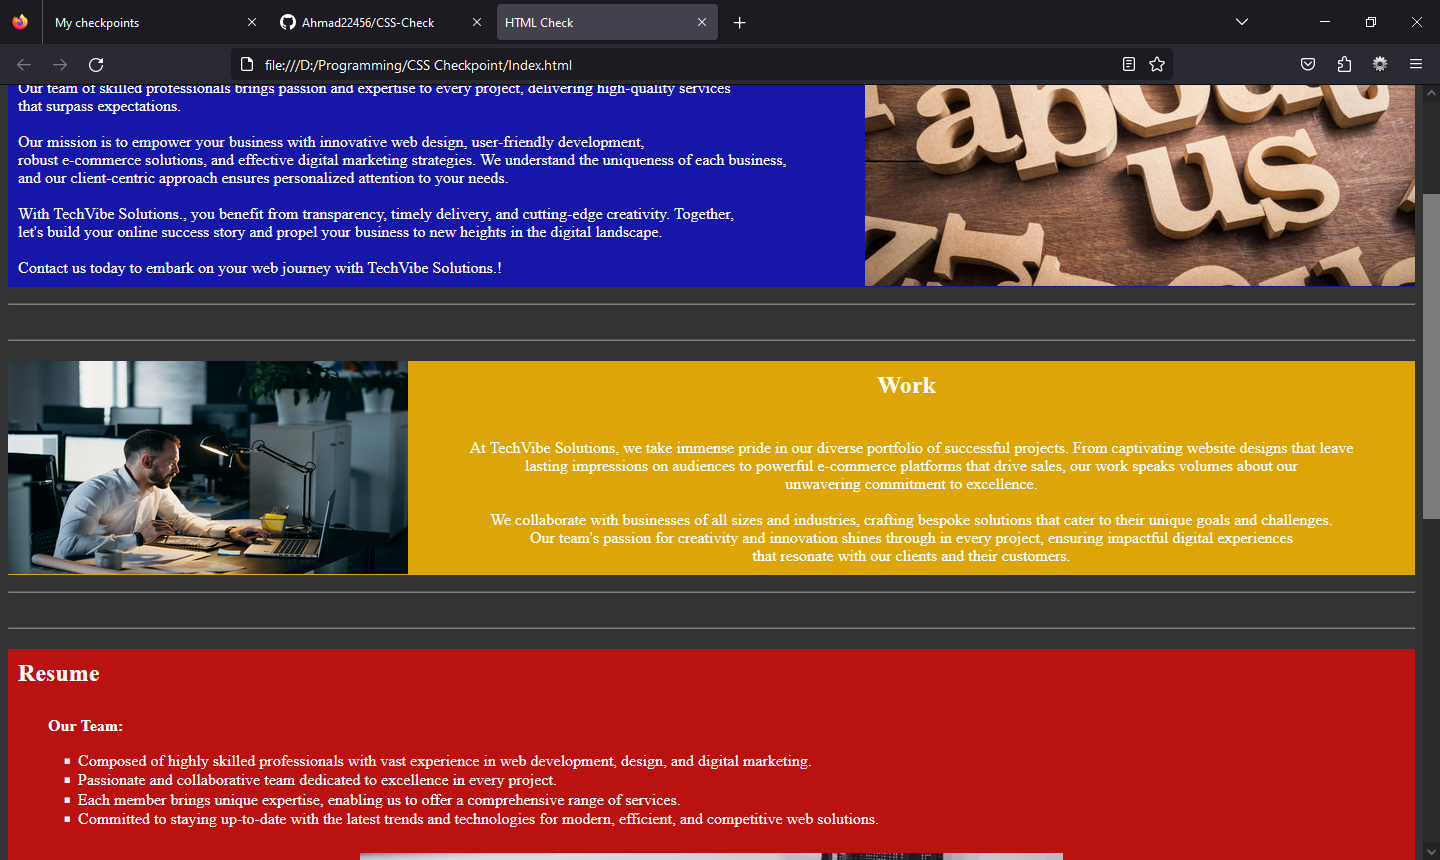 My checkpoints
Ahmad22456/CSS-Check
HTML Check
file:///D:/Programming/CSS Checkpoint/Index.html
Our team of skilled professionals brings passion and expertise to every project, delivering high-quality services
that surpass expectations.
Our mission is to empower your business with innovative web design, user-friendly development,
robust e-commerce solutions, and effective digital marketing strategies. We understand the uniqueness of each business,
and our client-centric approach ensures personalized attention to your needs.
With TechVibe Solutions., you benefit from transparency, timely delivery, and cutting-edge creativity. Together,
let's build your online success story and propel your business to new heights in the digital landscape.
Contact us today to embark on your web journey with TechVibe Solutions.!
about
us
Work
At TechVibe Solutions, we take immense pride in our diverse portfolio of successful projects. From captivating website designs that leave
lasting impressions on audiences to powerful e-commerce platforms that drive sales, our work speaks volumes about our
unwavering commitment to excellence.
We collaborate with businesses of all sizes and industries, crafting bespoke solutions that cater to their unique goals and challenges.
Our team's passion for creativity and innovation shines through in every project, ensuring impactful digital experiences
that resonate with our clients and their customers.
Resume
Our Team:
Composed of highly skilled professionals with vast experience in web development, design, and digital marketing.
Passionate and collaborative team dedicated to excellence in every project.
Each member brings unique expertise, enabling us to offer a comprehensive range of services.
Committed to staying up-to-date with the latest trends and technologies for modern, efficient, and competitive web solutions.